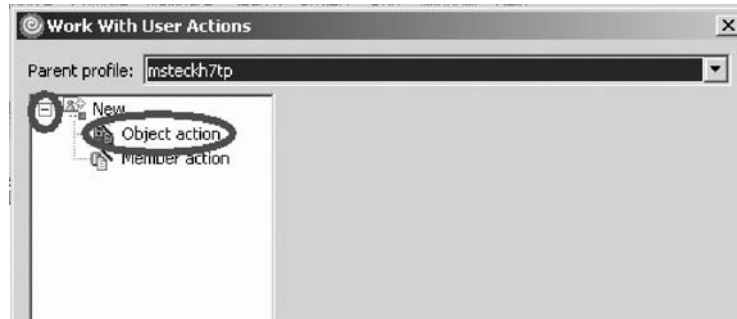 Work With User Actions
Parent profile: msteckh7tp
New
Object action
Member action